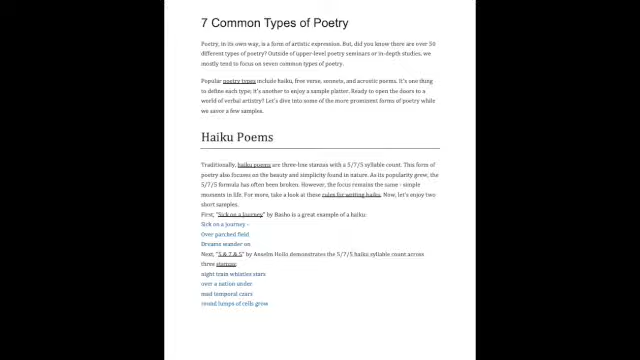 7 Common Types of Poetry
Poetry, in its own way, is a form of artistic expression. But, did you know there are over 50
different types of poetry? Outside of upper-level poetry seminars or in-depth studies, we
mostly tend to focus on seven common types of poetry.
Popular poetry types include haiku, free verse, sonnets, and acrostic poems. It's one thing
to define each type; it's another to enjoy a sample platter. Ready to open the doors to a
world of verbal artistry? Let's dive into some of the more prominent forms of poetry while
we savor a few samples.
Haiku Poems
Traditionally, haiku poems are three-line stanzas with a 5/7/5 syllable count. This form of
poetry also focuses on the beauty and simplicity found in nature. As its popularity grew, the
5/7/5 formula has often been broken. However, the focus remains the same - simple
moments in life. For more, take a look at these rules for writing haiku. Now, let's enjoy two
short samples.
First, "Sick on a Journey" by Basho is a great example of a haiku:
Sick on a journey –
Over parched field
Dreams wander on
Next, "5 & 7 & 5" by Anselm Hollo demonstrates the 5/7/5 haiku syllable count across
three stanzas:
night train whistles stars
over a nation under
mad temporal czars
round lumps of cells grow